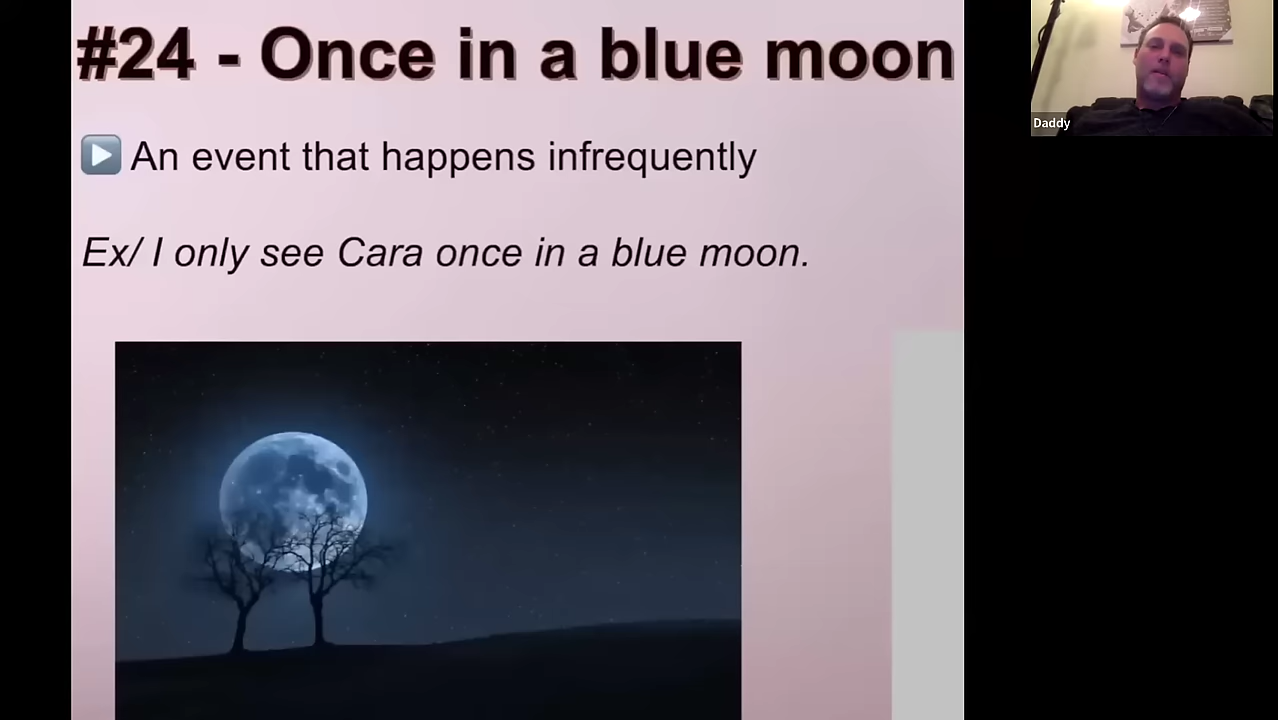 #24 - Once in a blue moon
An event that happens infrequently
Ex/ I only see Cara once in a blue moon.
Daddy